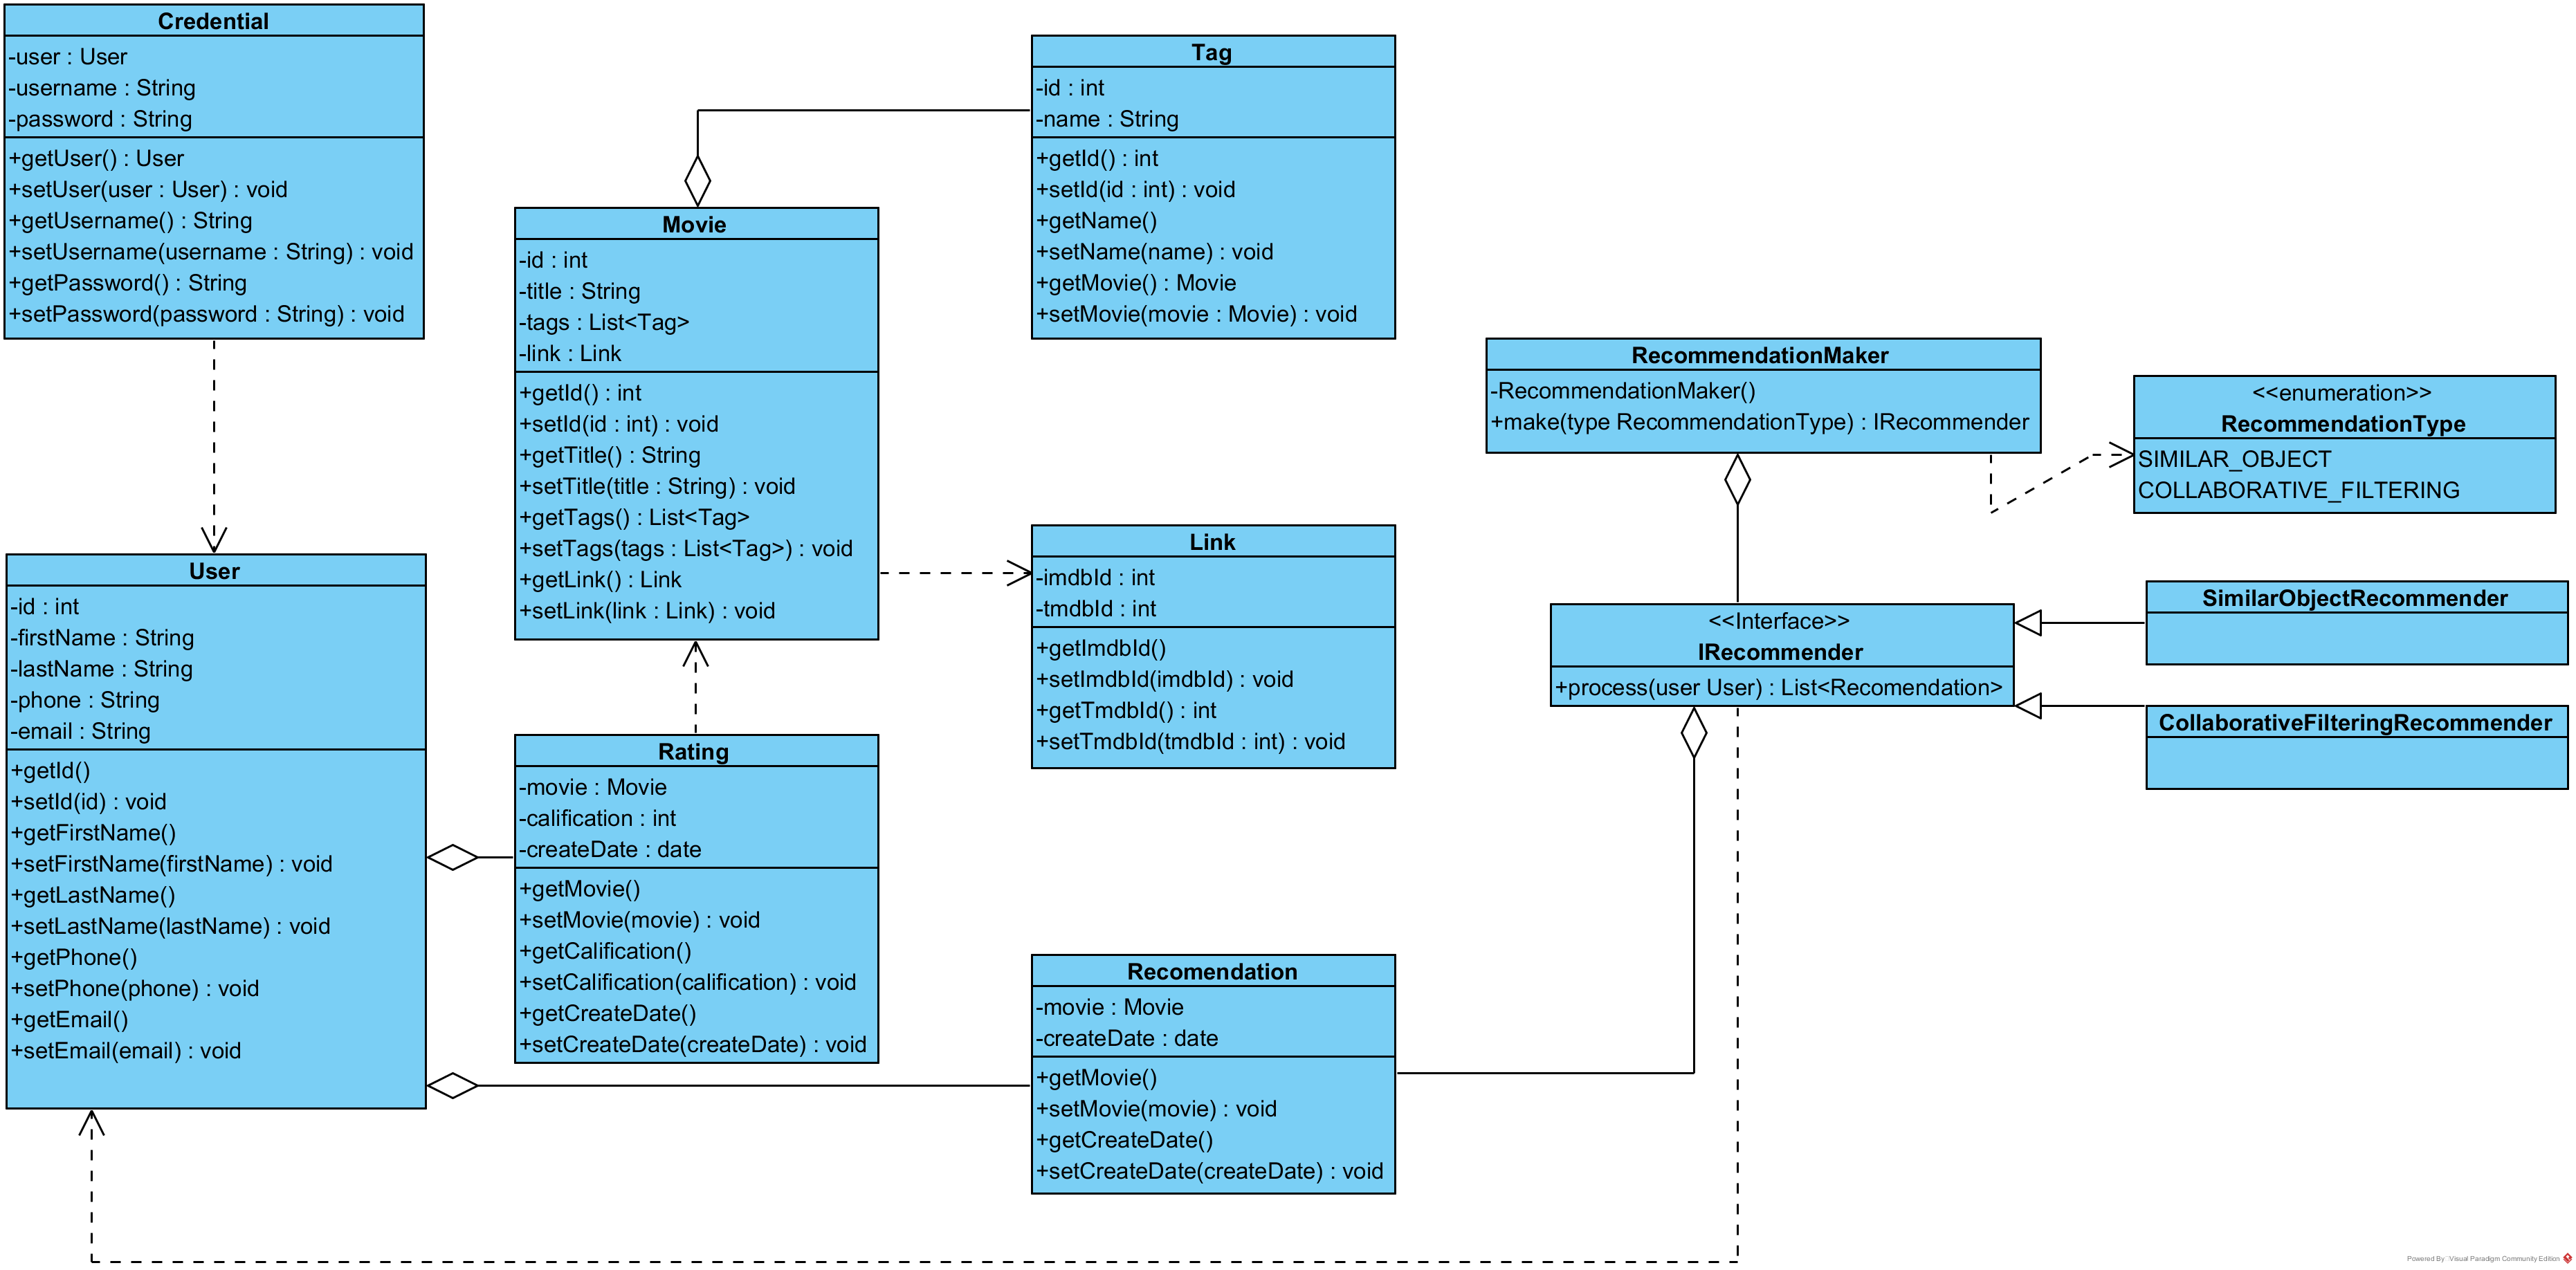 Credential
-user : User
-username : String
-password : String
+getUser() : User
+setUser(user : User) : void
+getUsername() : String
+setUsername(username : String) : void
+getPassword() : String
+setPassword(password : String) : void
Tag
-id : int
-name : String
+getId() : int
+setId(id : int) : void
+getName()
+setName(name) : void
+getMovie() : Movie
+setMovie(movie : Movie) : void
Movie
-id : int
-title : String
-tags : List<Tag>
-link : Link
+getId() : int
+setId(id : int) : void
+getTitle() : String
+setTitle(title : String) : void
+getTags() : List<Tag>
+setTags(tags : List<Tag>) : void
+getLink() : Link
+setLink(link : Link) : void
RecommendationMaker
-RecommendationMaker()
+make(type RecommendationType) : IRecommender
<<enumeration>>
RecommendationType
SIMILAR_OBJECT
COLLABORATIVE_FILTERING
Link
-imdbId : int
-tmdbId : int
+getImdbId()
+setImdbId(imdbId) : void
+getTmdbId() : int
+setTmdbId(tmdbId : int) : void
User
-id : int
-firstName : String
-lastName : String
-phone : String
-email : String
+getId()
+setId(id) : void
+getFirstName()
+setFirstName(firstName) : void
+getLastName()
+setLastName(lastName) : void
+getPhone()
+setPhone(phone) : void
+getEmail()
+setEmail(email) : void
<<Interface>>
IRecommender
+process(user User) : List<Recomendation>
SimilarObjectRecommender
CollaborativeFilteringRecommender
Rating
-movie : Movie
-calification : int
-createDate : date
+getMovie()
+setMovie(movie) : void
+getCalification()
+setCalification(calification) : void
+getCreateDate()
+setCreateDate(createDate) : void
Recomendation
-movie : Movie
-createDate : date
+getMovie()
+setMovie(movie) : void
+getCreateDate()
+setCreateDate(createDate) : void
Powered By Visual Paradigm Community Edition